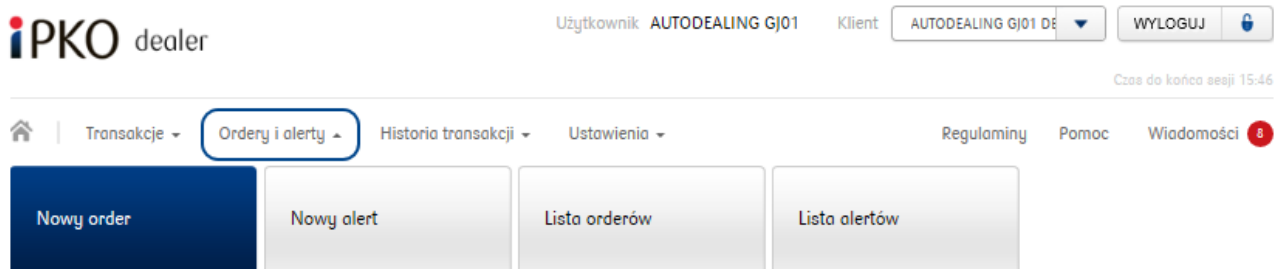 iPKO dealer
Użytkownik AUTODEALING GJ01 Klient AUTODEALING GJ01 DE WYLOGUJ
Czas do końca sesji 15:46
Transakcje Ordery i alerty Historia transakcji Ustawienia Regulaminy Pomoc Wiadomości 8
Nowy order Nowy alert Lista orderów Lista alertów